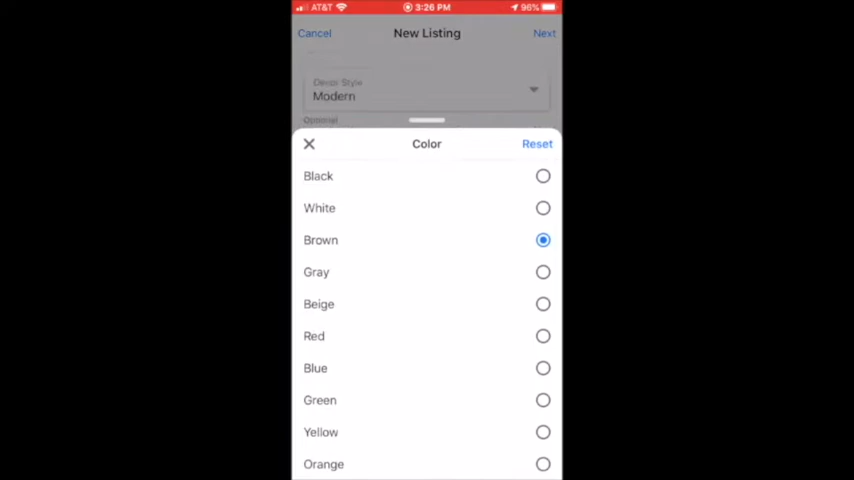 AT&T 3:26 PM 96%
Cancel New Listing Next
Decor Style
Modern
Optional
Color Reset
Black
White
Brown
Gray
Beige
Red
Blue
Green
Yellow
Orange